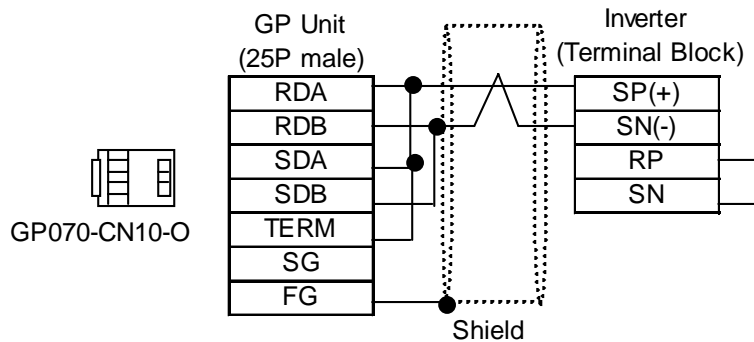 GP Unit
(25P male)
Inverter
(Terminal Block)
RDA
RDB
SDA
SDB
TERM
SG
FG
SP(+)
SN(-)
RP
SN
GP070-CN10-O
Shield